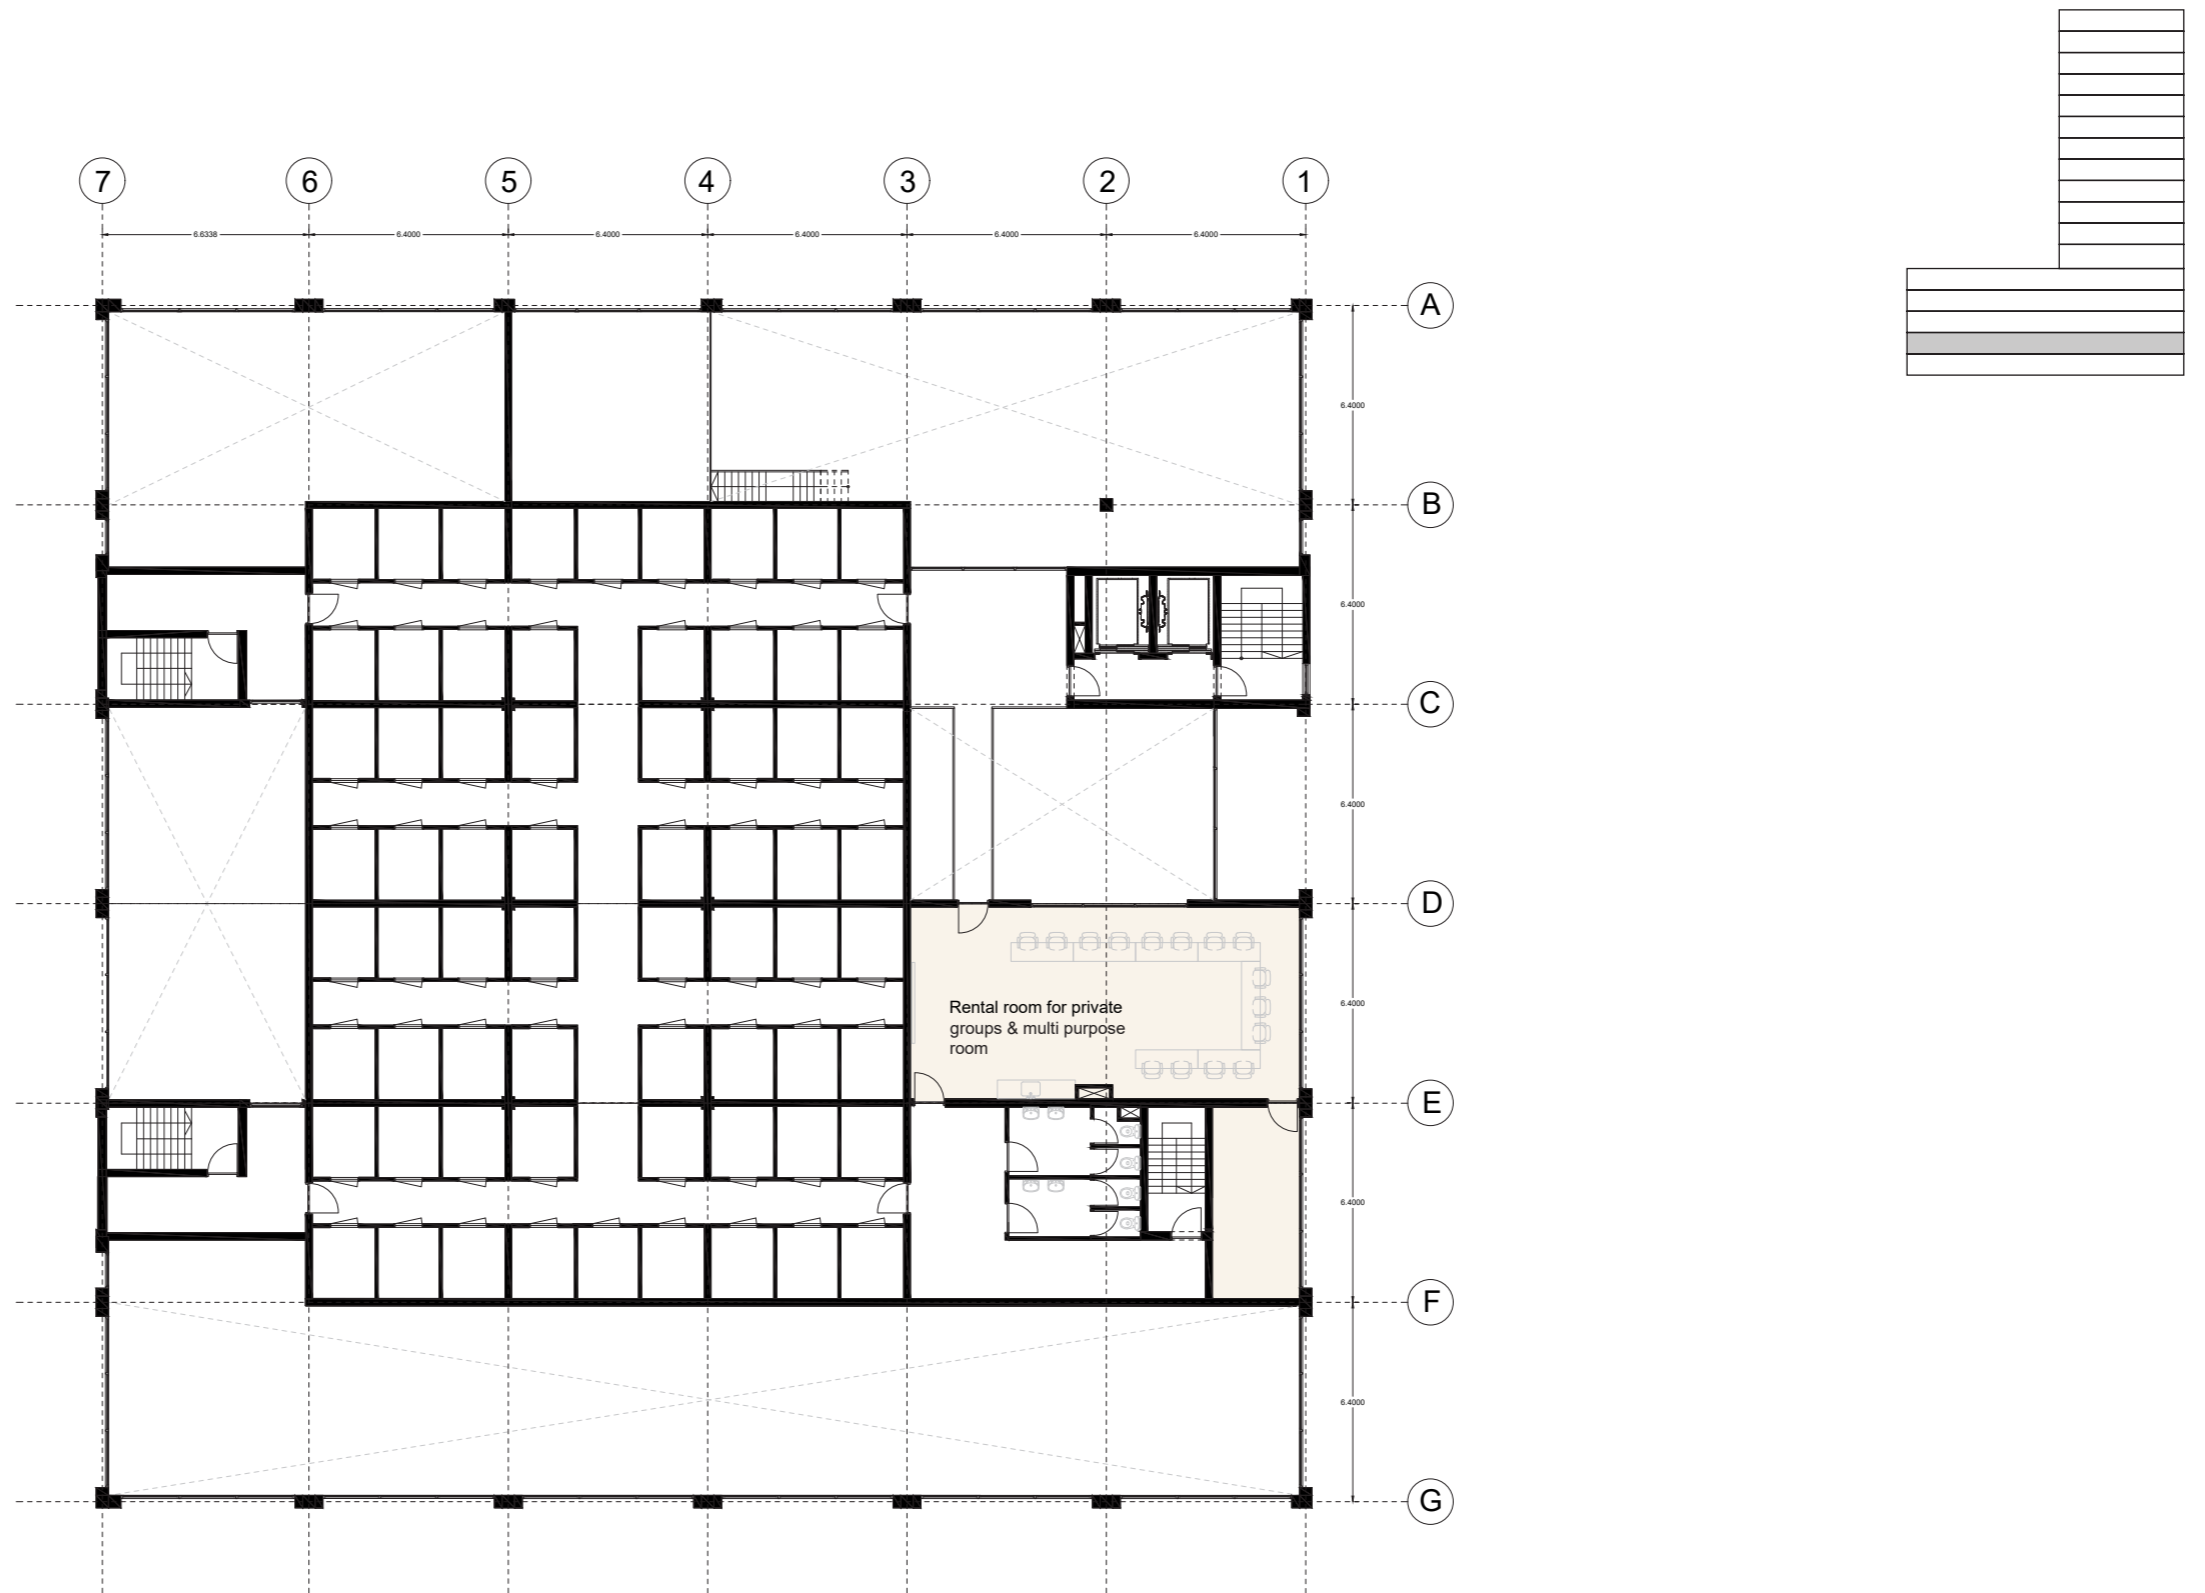 7 6 5 4 3 2 1
6.6338 6.4000 6.4000 6.4000 6.4000 6.4000
A
6.4000
B
6.4000
C
6.4000
D
6.4000
Rental room for private
groups & multi purpose
room
E
6.4000
F
6.4000
G